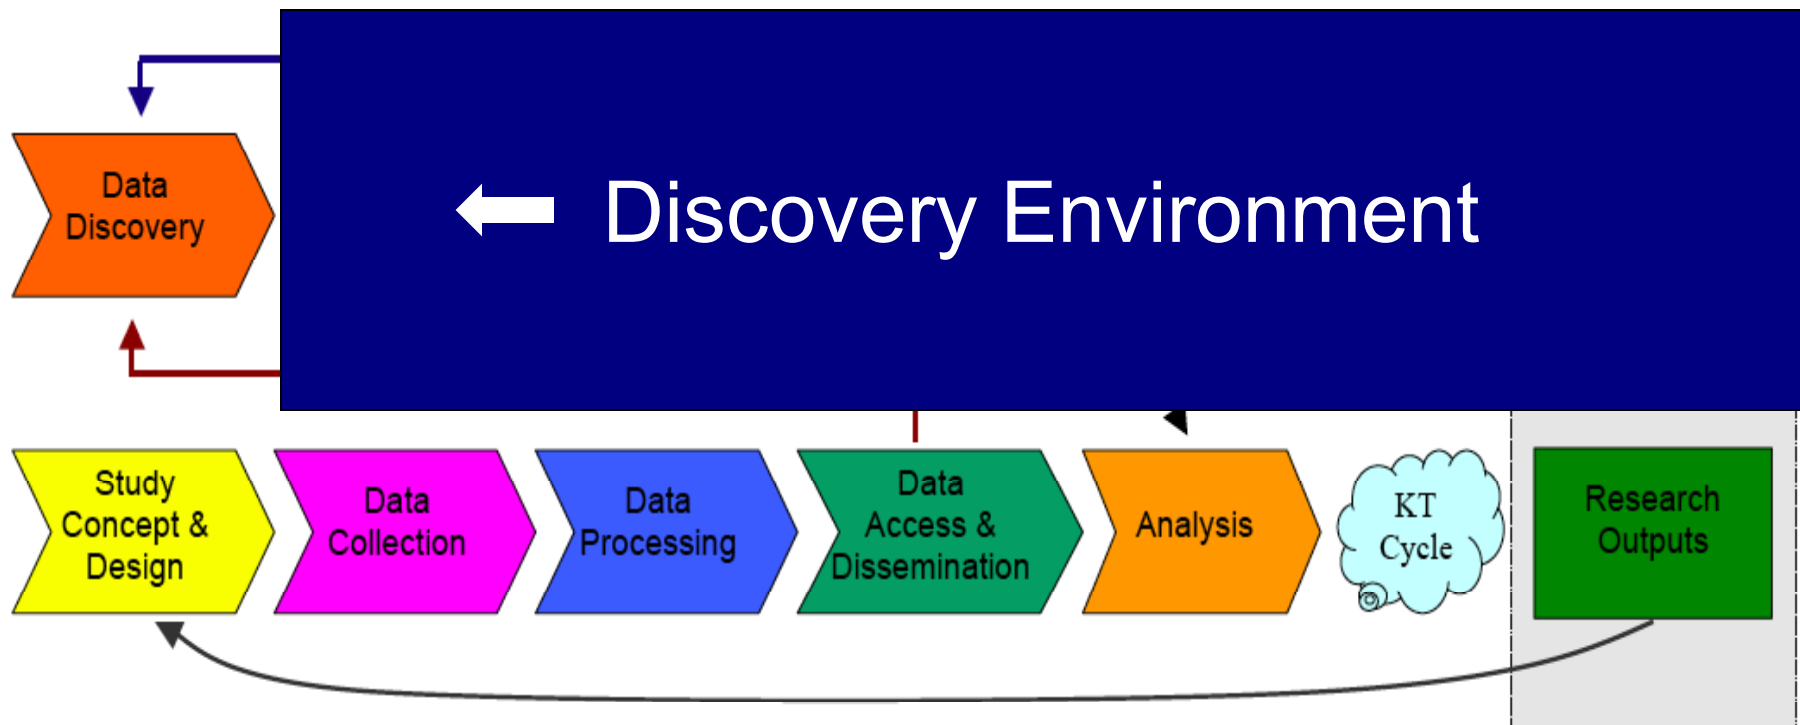 Data
Discovery
Discovery Environment
Study
Concept &
Design
Data
Collection
Data
Processing
Data
Access &
Dissemination
Analysis
KT
Cycle
Research
Outputs